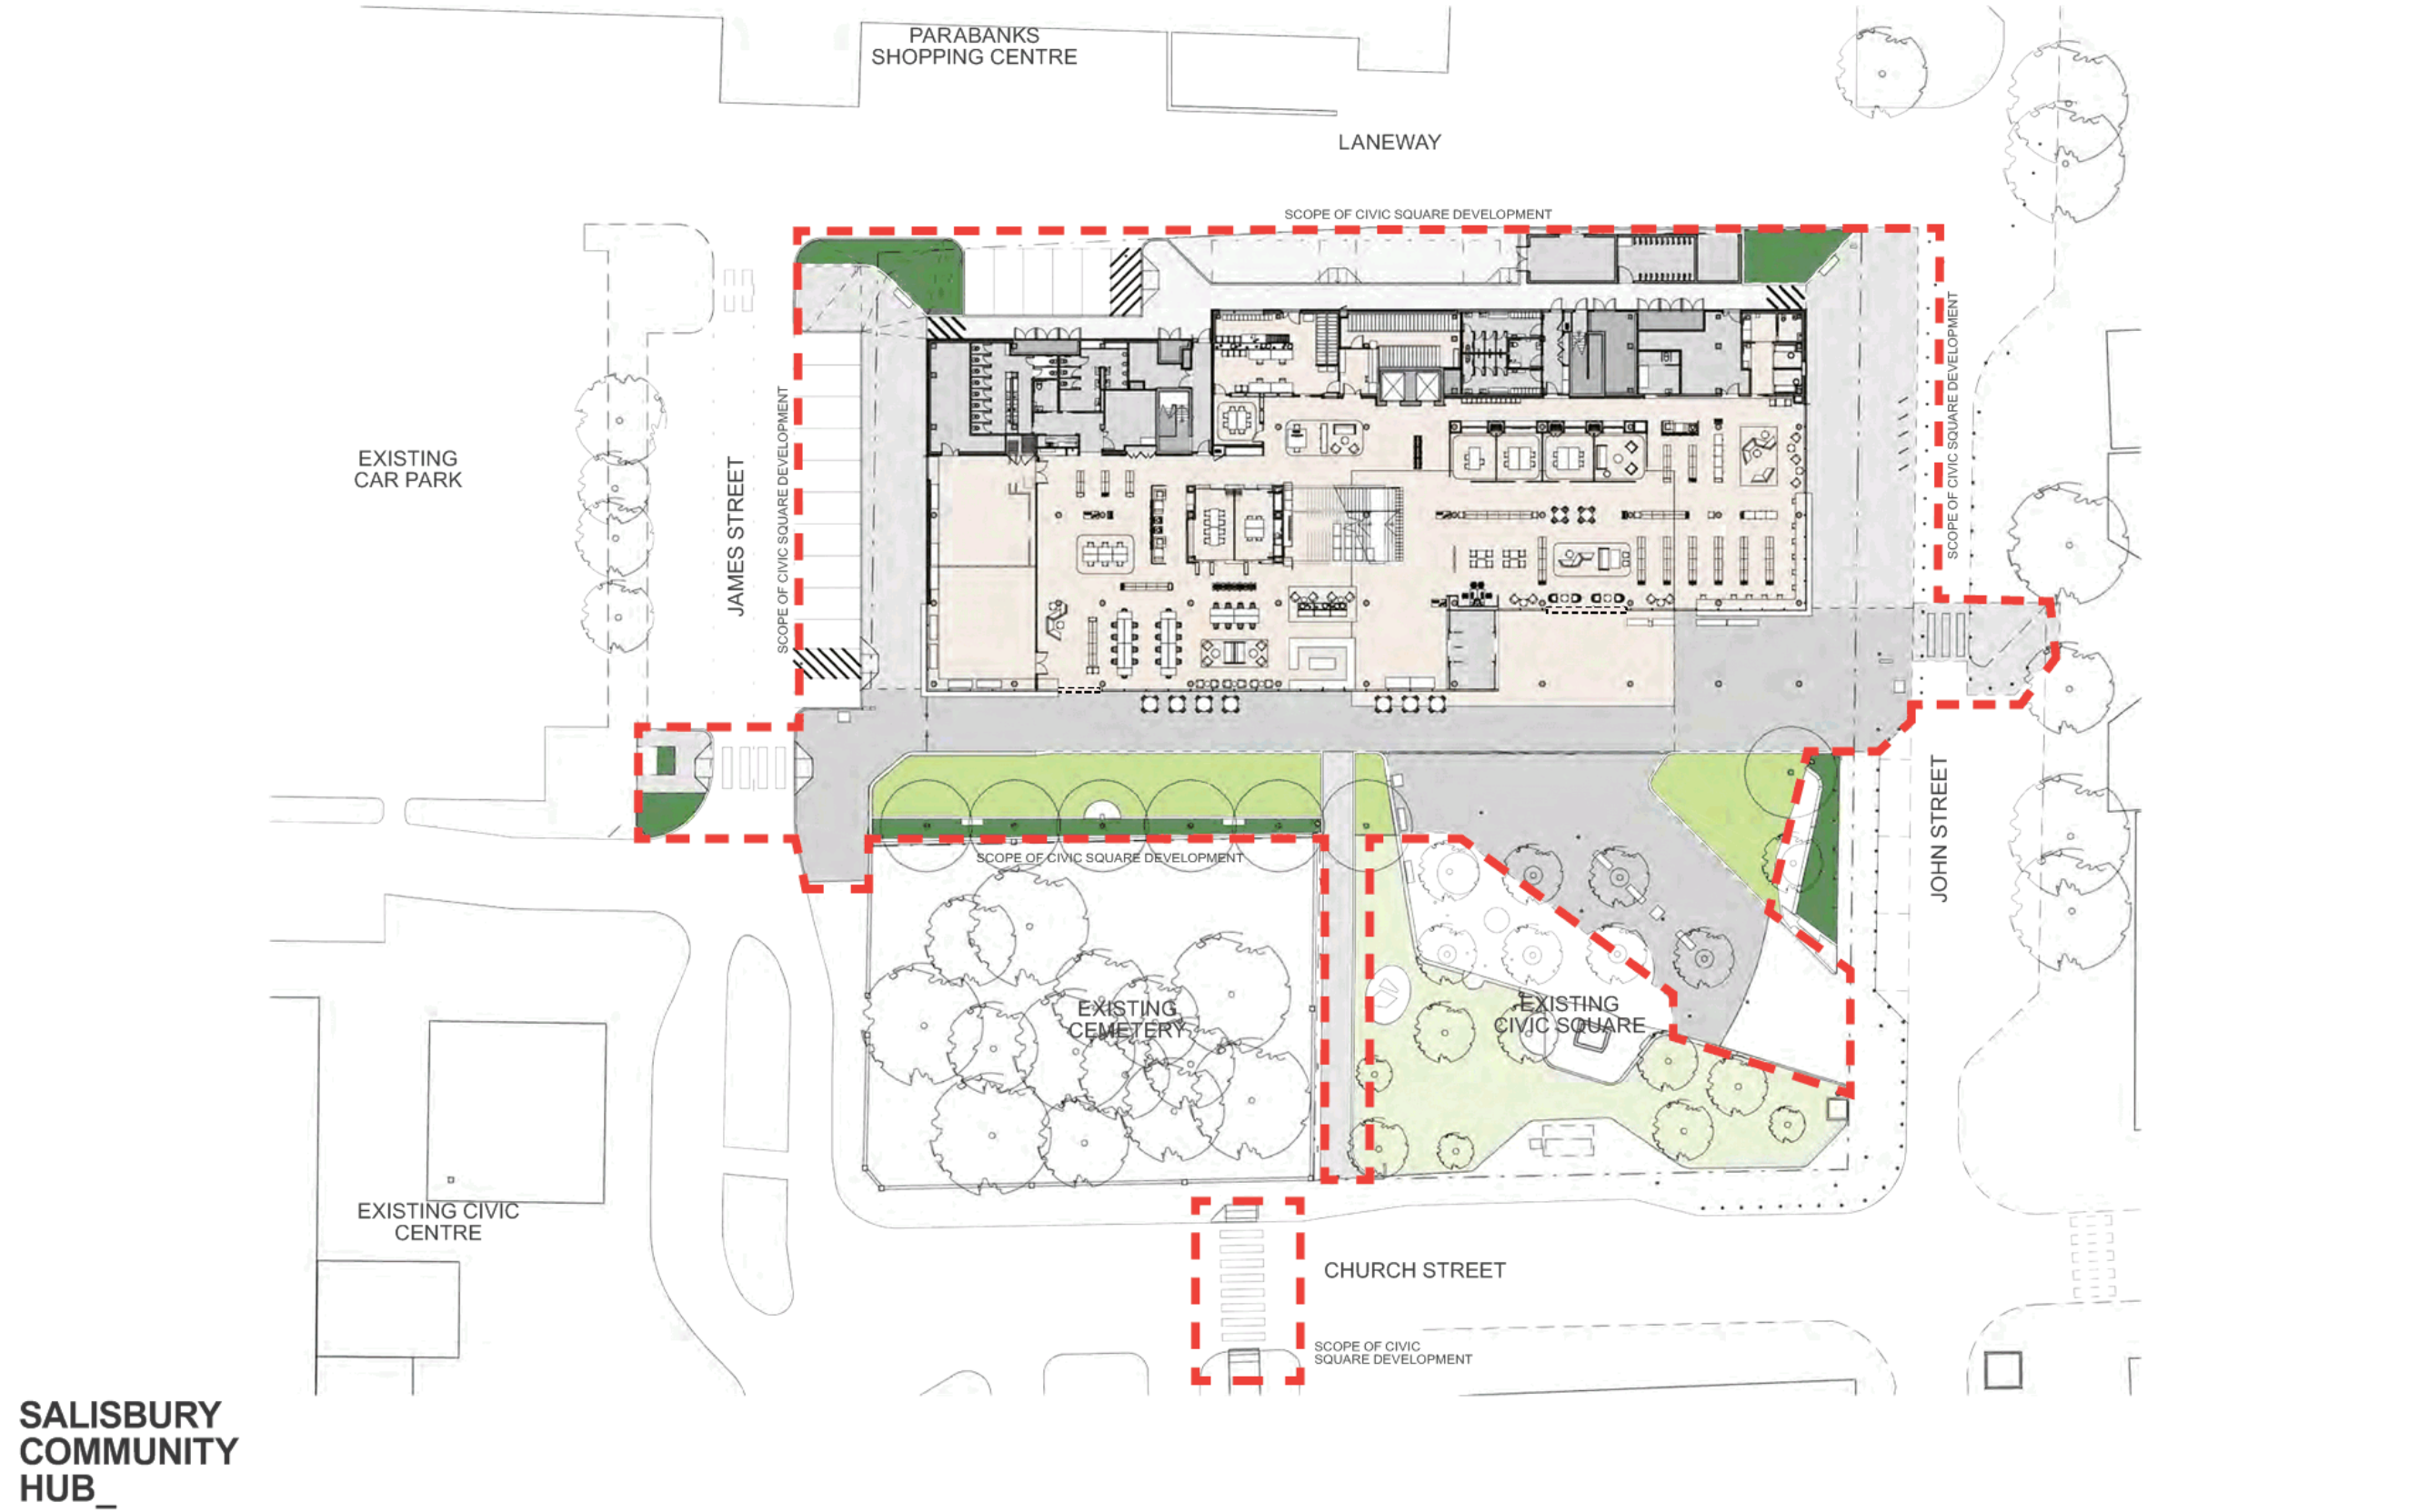 PARABANKS
SHOPPING CENTRE
LANEWAY
SCOPE OF CIVIC SQUARE DEVELOPMENT
SCOPE OF CIVIC SQUARE DEVELOPMENT
EXISTING
CAR PARK
JAMES STREET
SCOPE OF CIVIC SQUARE DEVELOPMENT
JOHN STREET
SCOPE OF CIVIC SQUARE DEVELOPMENT
EXISTING
CEMETERY
EXISTING
CIVIC SQUARE
EXISTING CIVIC
CENTRE
CHURCH STREET
SCOPE OF CIVIC
SQUARE DEVELOPMENT
SALISBURY
COMMUNITY
HUB_